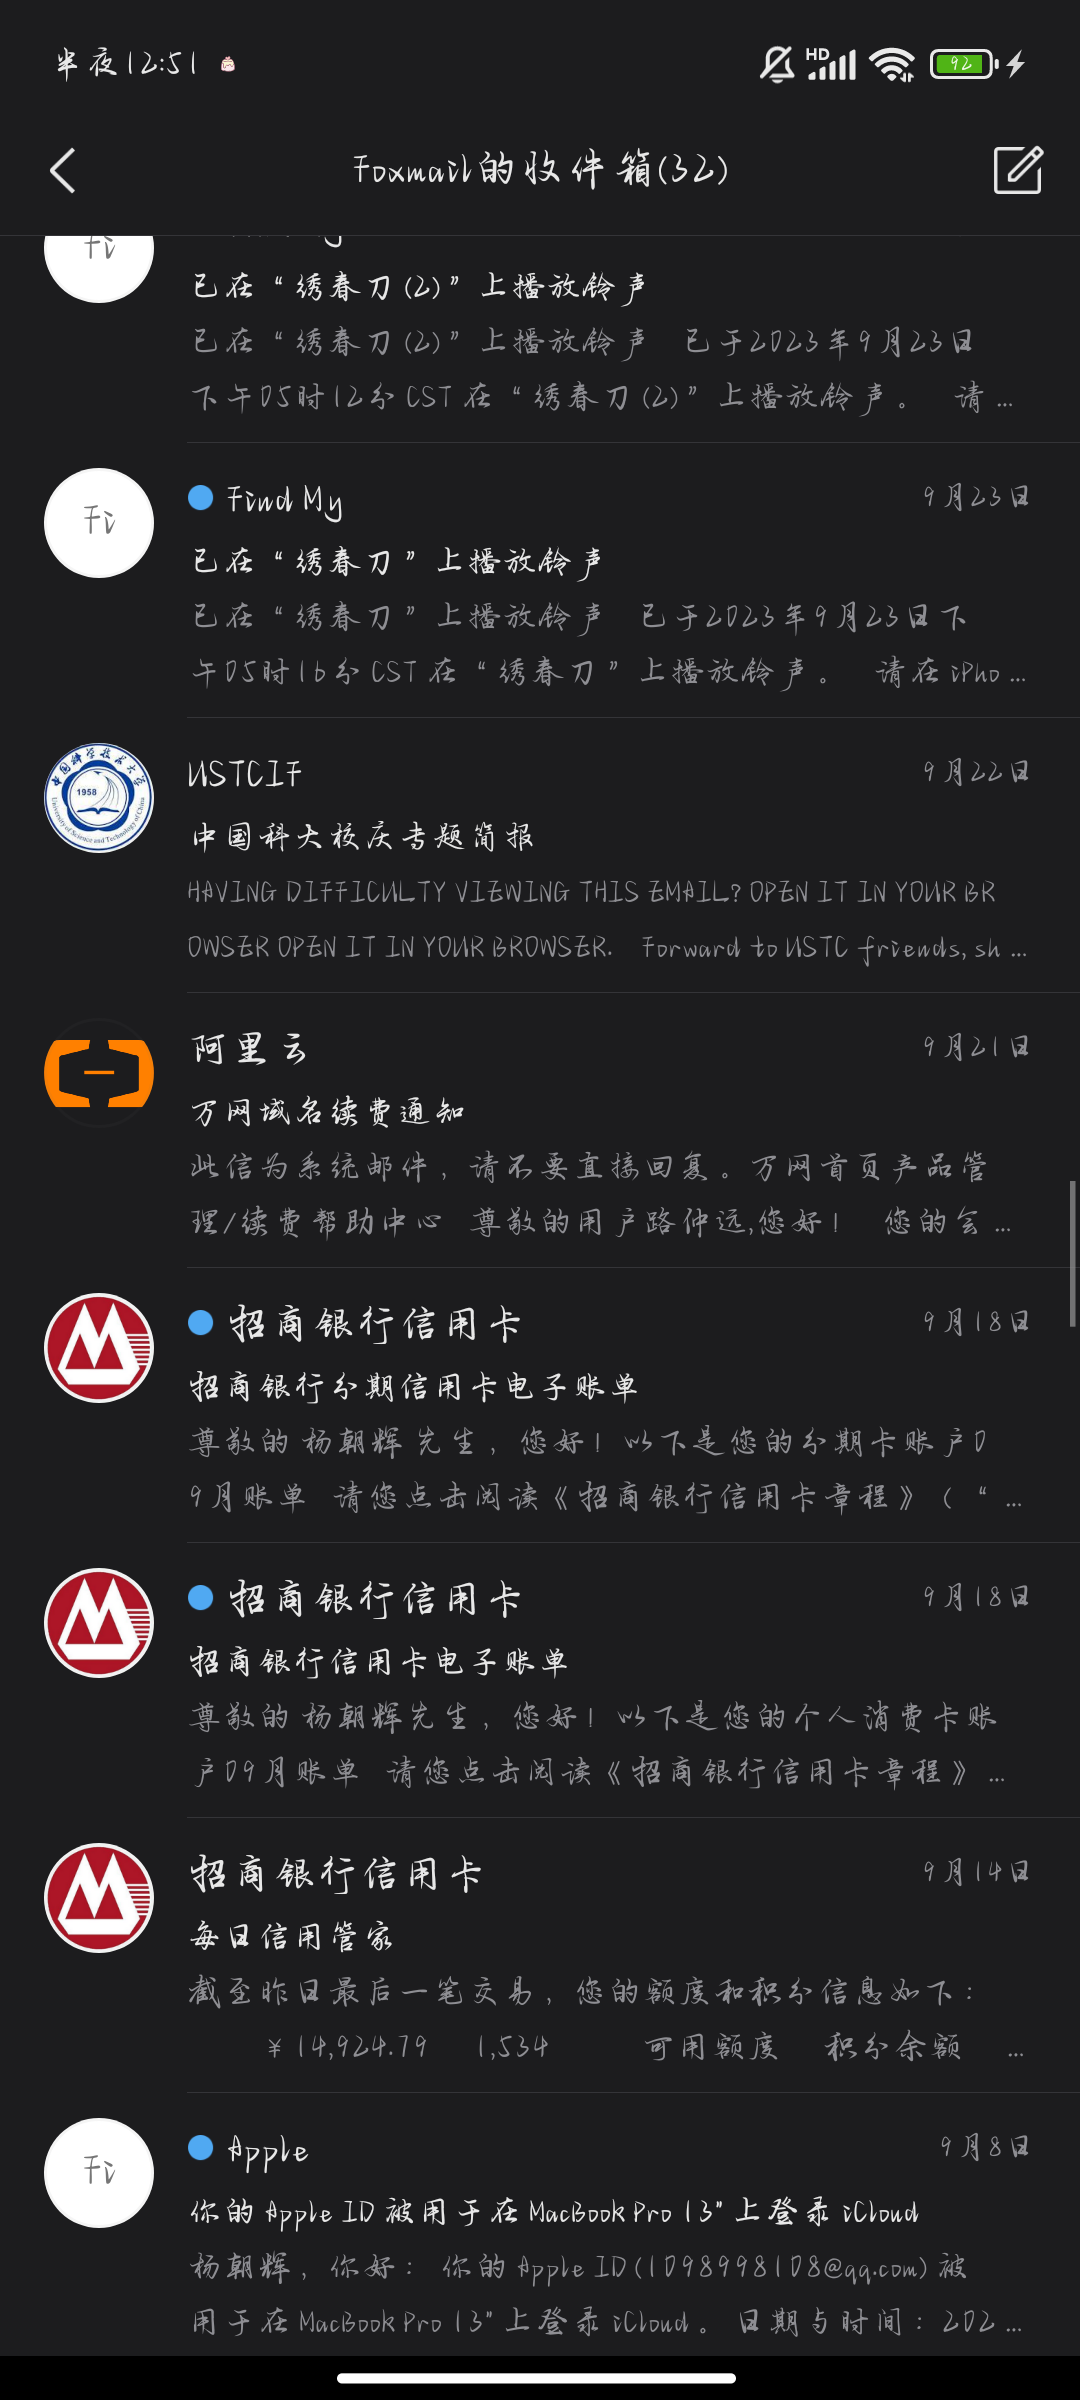 半夜12:51
HD
92
Foxmail的收件箱(32)
Fi
已在“绣春刀(2)”上播放铃声
已在“绣春刀(2)”上播放铃声 已于2023年9月23日
下午05时12分 CST 在“绣春刀(2)”上播放铃声。 请 ...
Fi
Find My
9月23日
已在“绣春刀”上播放铃声
已在“绣春刀”上播放铃声 已于2023年9月23日下
午05时16分 CST 在“绣春刀”上播放铃声。 请在 iPho ...
中国科学技术大学
1958
University of Science and Technology of China
USTCIF
9月22日
中国科大校庆专题简报
HAVING DIFFICULTY VIEWING THIS EMAIL? OPEN IT IN YOUR BR
OWSER OPEN IT IN YOUR BROWSER. Forward to USTC friends, sh ...
阿里云
9月21日
万网域名续费通知
此信为系统邮件，请不要直接回复。万网首页产品管
理/续费帮助中心 尊敬的用户路仲远,您好！ 您的会 ...
招商银行信用卡
9月18日
招商银行分期信用卡电子账单
尊敬的 杨朝辉 先生，您好！以下是您的分期卡账户0
9月账单 请您点击阅读《招商银行信用卡章程》（“ ...
招商银行信用卡
9月18日
招商银行信用卡电子账单
尊敬的 杨朝辉先生，您好！以下是您的个人消费卡账
户09月账单 请您点击阅读《招商银行信用卡章程》 ...
招商银行信用卡
9月14日
每日信用管家
截至昨日最后一笔交易，您的额度和积分信息如下：
￥14,924.79 1,534 可用额度 积分余额 ...
Fi
Apple
9月8日
你的 Apple ID 被用于在 MacBook Pro 13" 上登录 iCloud
杨朝辉，你好： 你的 Apple ID (1098998108@qq.com) 被
用于在 MacBook Pro 13" 上登录 iCloud。 日期与时间：202 ...